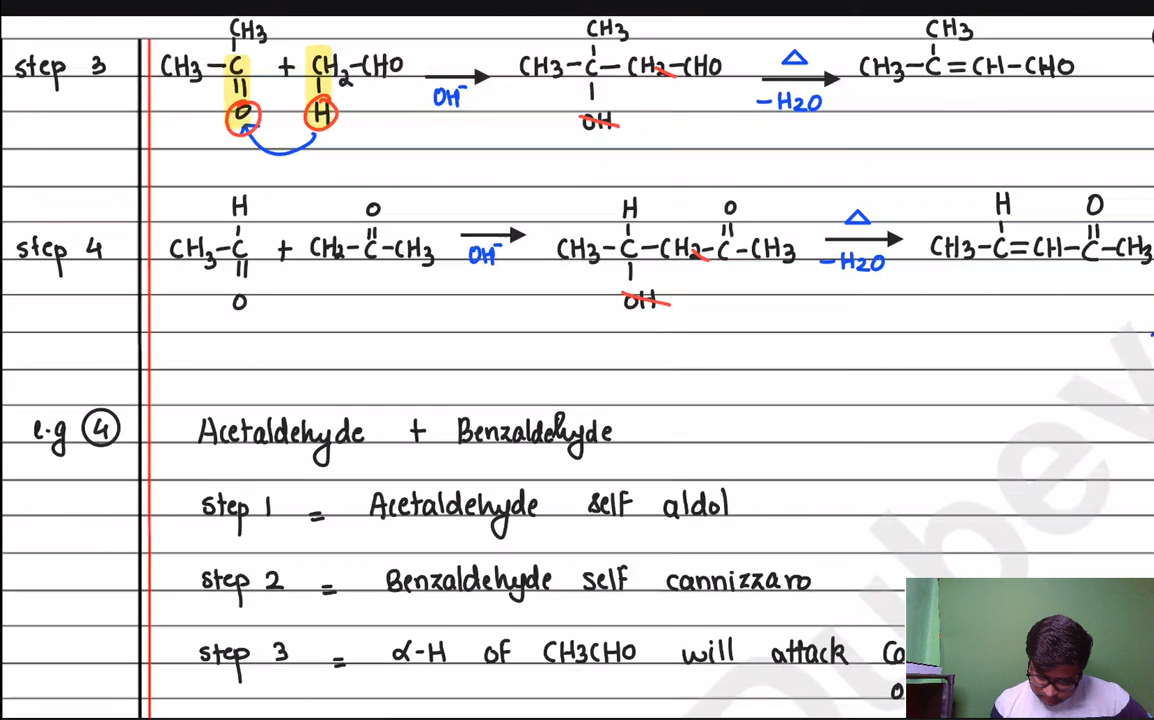 CH3
step 3 CH3-C + CH2-CHO OH⁻ CH3-C-CH2-CHO Δ -H2O CH3-C=CH-CHO
CH3
CH3
O H OH
H O H O H O
step 4 CH3-C + CH2-C-CH3 OH⁻ CH3-C-CH2-C-CH3 Δ -H2O CH3-C=CH-C-CH3
O OH
e.g 4 Acetaldehyde + Benzaldehyde
step 1 = Acetaldehyde self aldol
step 2 = Benzaldehyde self cannizzaro
step 3 = α-H of CH3CHO will attack
Dubey